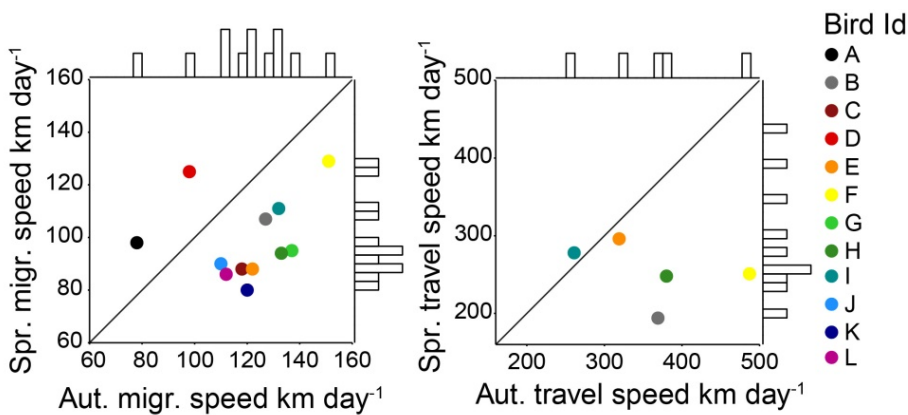 Spr. migr. speed km day⁻¹
160
140
120
100
80
60
60 80 100 120 140 160
Aut. migr. speed km day⁻¹
Spr. travel speed km day⁻¹
500
400
300
200
200 300 400 500
Aut. travel speed km day⁻¹
Bird Id
A
B
C
D
E
F
G
H
I
J
K
L